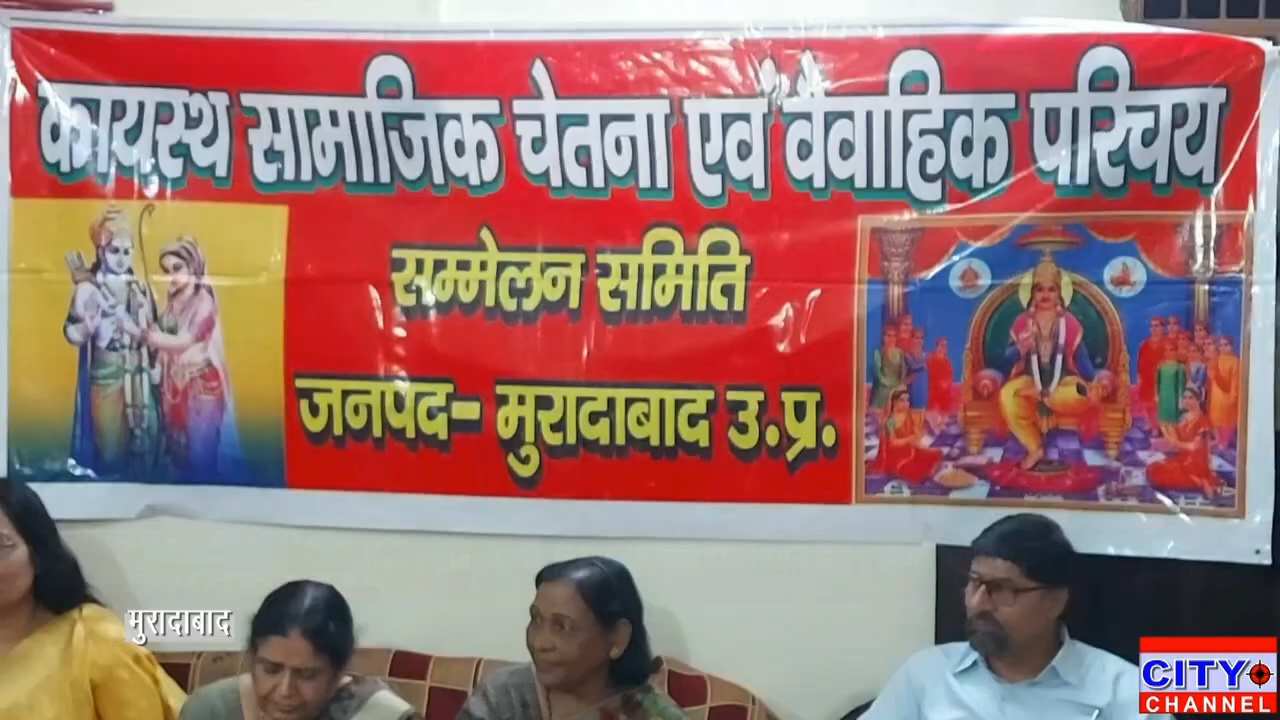 कायस्थ सामाजिक चेतना एवं वैवाहिक परिचय
सम्मेलन समिति
जनपद- मुरादाबाद उ.प्र.
मुरादाबाद
CITY
CHANNEL